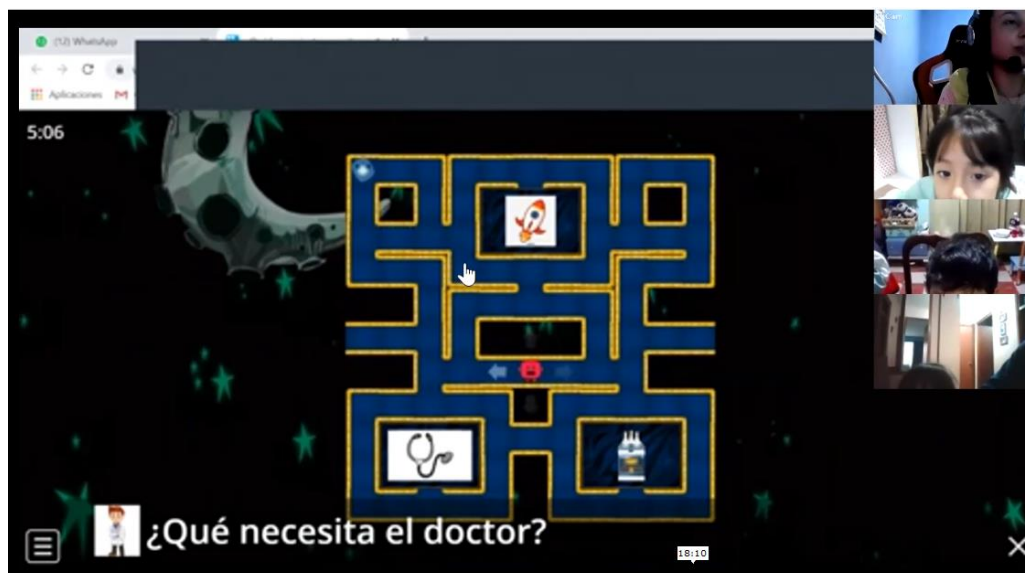 (12) WhatsApp
Aplicaciones
5:06
¿Qué necesita el doctor?
18:10